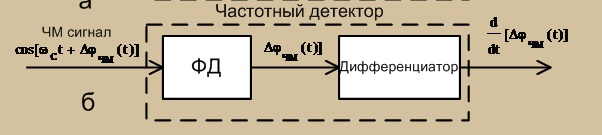 а
Частотный детектор
ЧМ сигнал
cos[ω_c t + Δφ_чм (t)]
ФД
Δφ_чм (t)]
Дифференциатор
d/dt [Δφ_чм (t)]
б